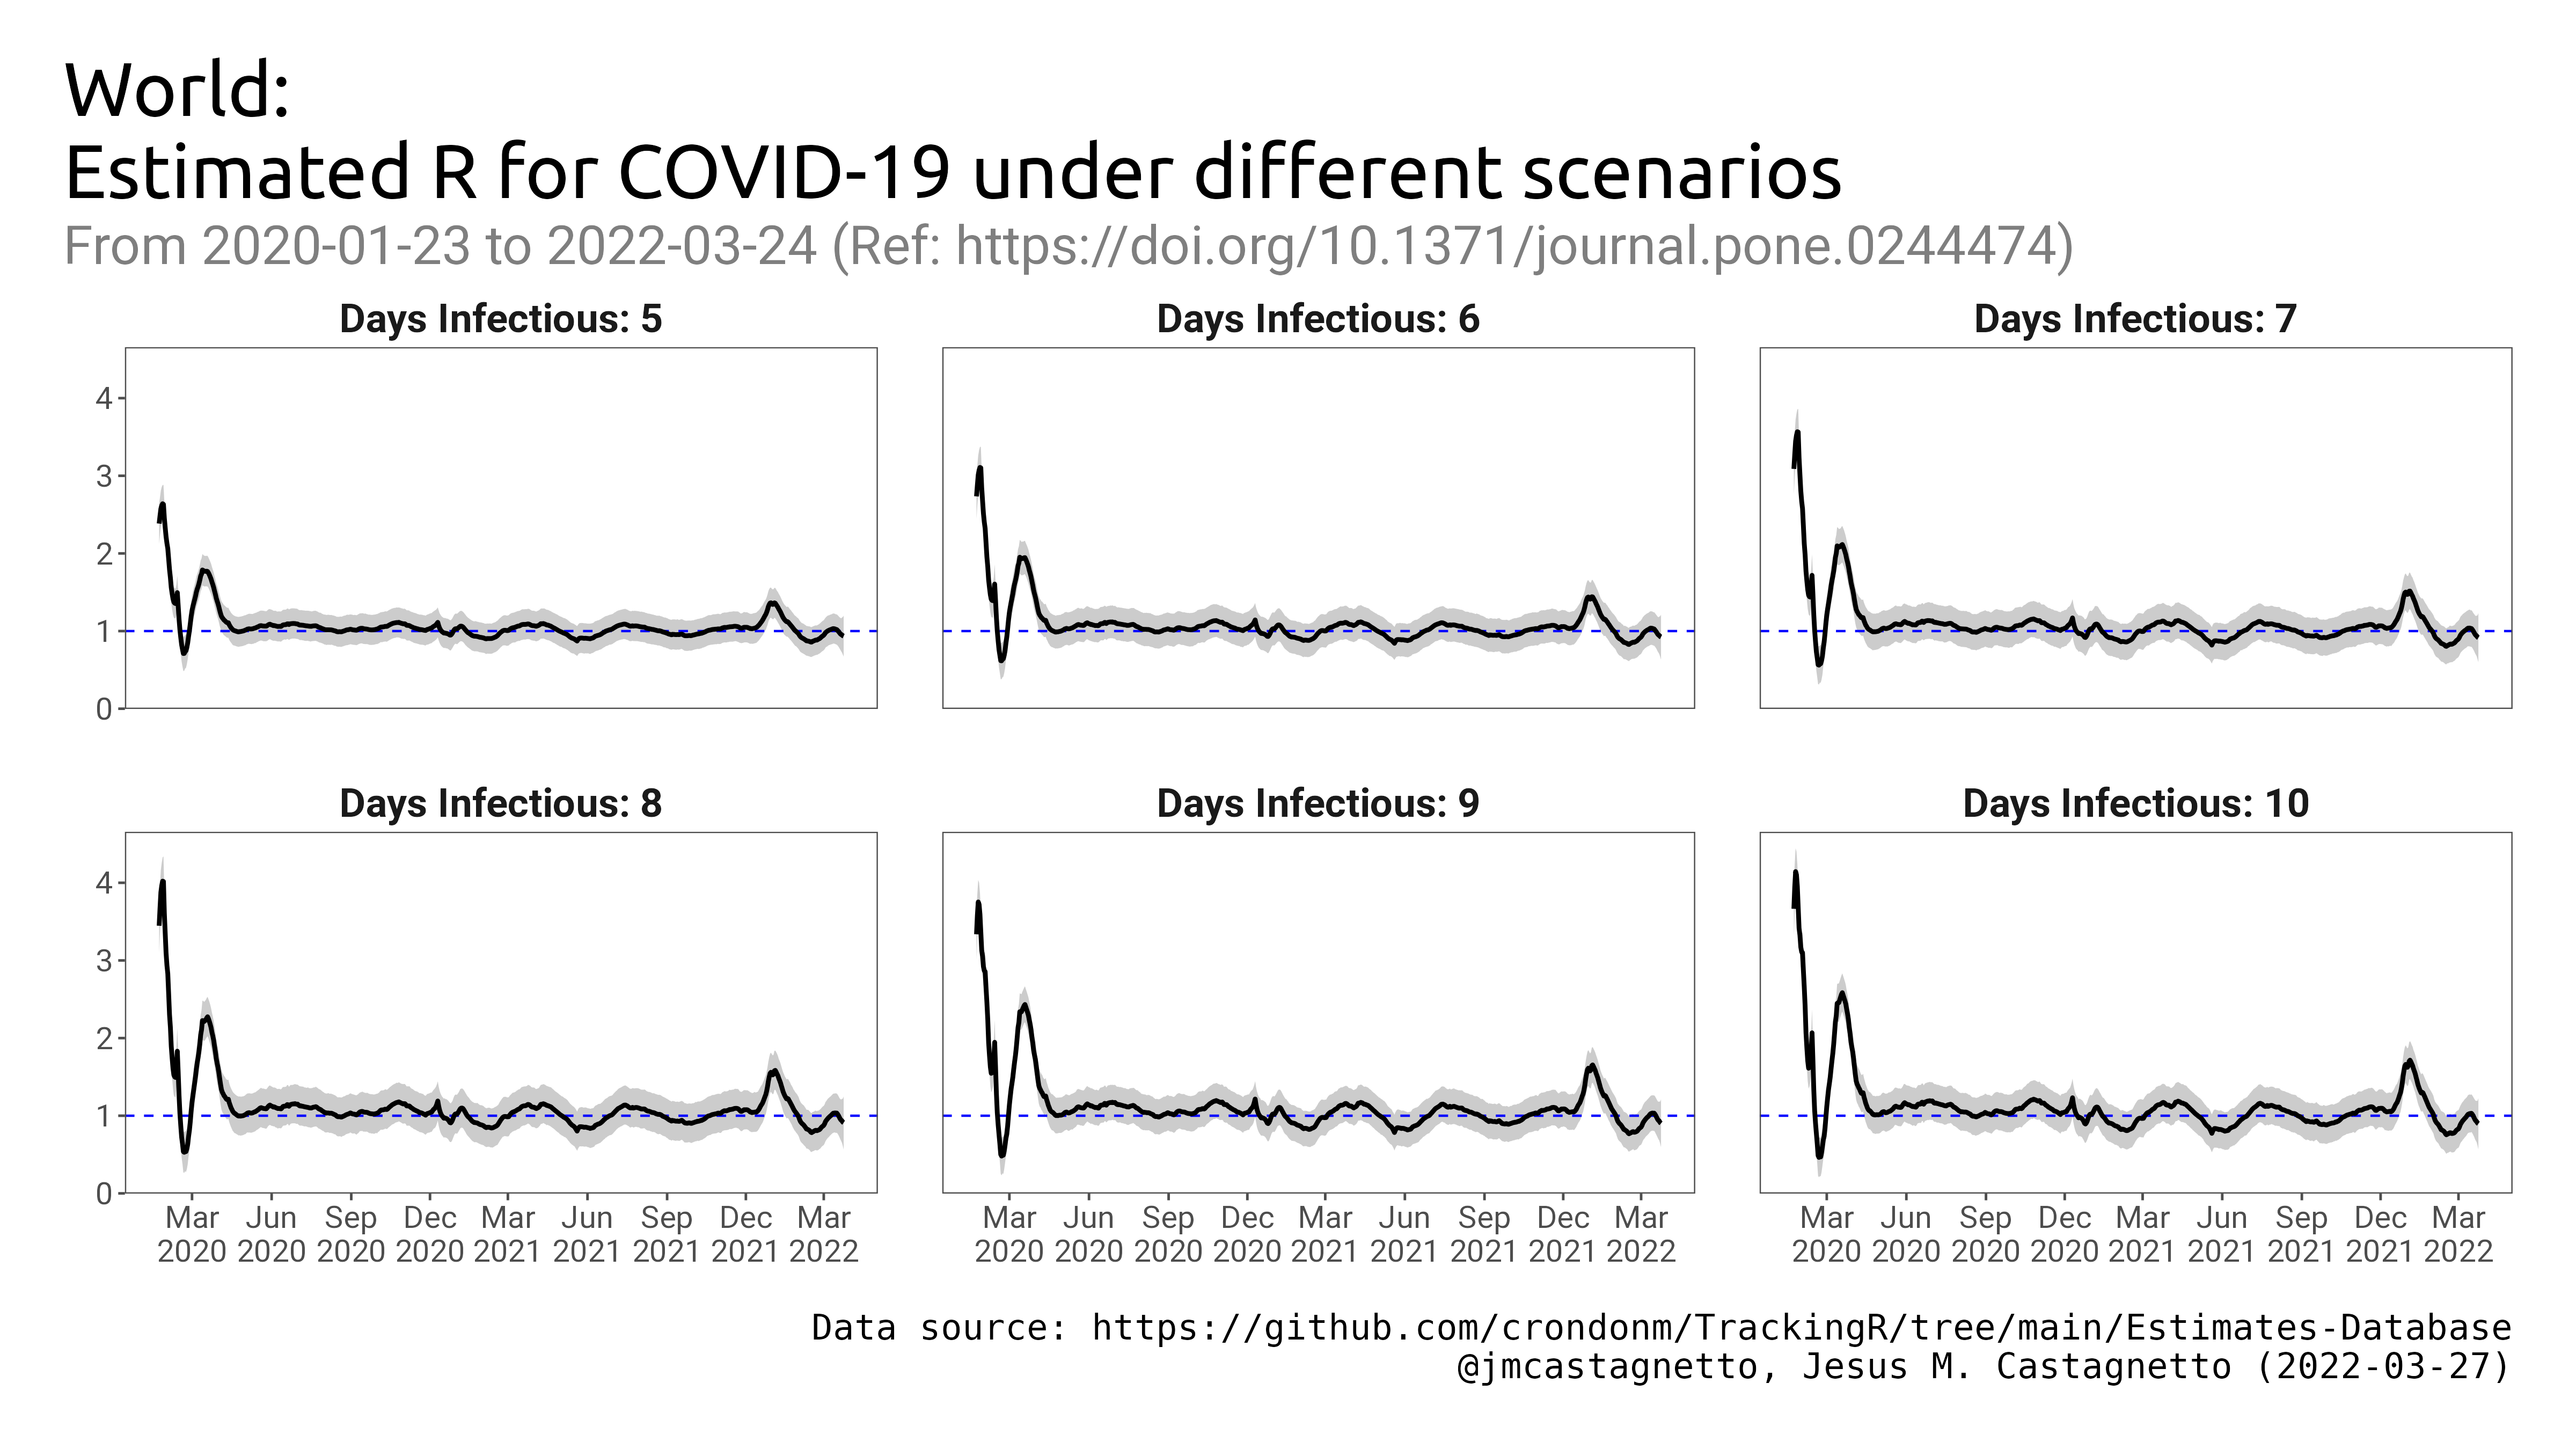 World:
Estimated R for COVID-19 under different scenarios
From 2020-01-23 to 2022-03-24 (Ref: https://doi.org/10.1371/journal.pone.0244474)
Days Infectious: 5
Days Infectious: 6
Days Infectious: 7
4
3
2
1
0
Days Infectious: 8
Days Infectious: 9
Days Infectious: 10
4
3
2
1
0
Mar Jun Sep Dec Mar Jun Sep Dec Mar
2020 2020 2020 2020 2021 2021 2021 2021 2022
Mar Jun Sep Dec Mar Jun Sep Dec Mar
2020 2020 2020 2020 2021 2021 2021 2021 2022
Mar Jun Sep Dec Mar Jun Sep Dec Mar
2020 2020 2020 2020 2021 2021 2021 2021 2022
Data source: https://github.com/crondonm/TrackingR/tree/main/Estimates-Database
@jmcastagnetto, Jesus M. Castagnetto (2022-03-27)